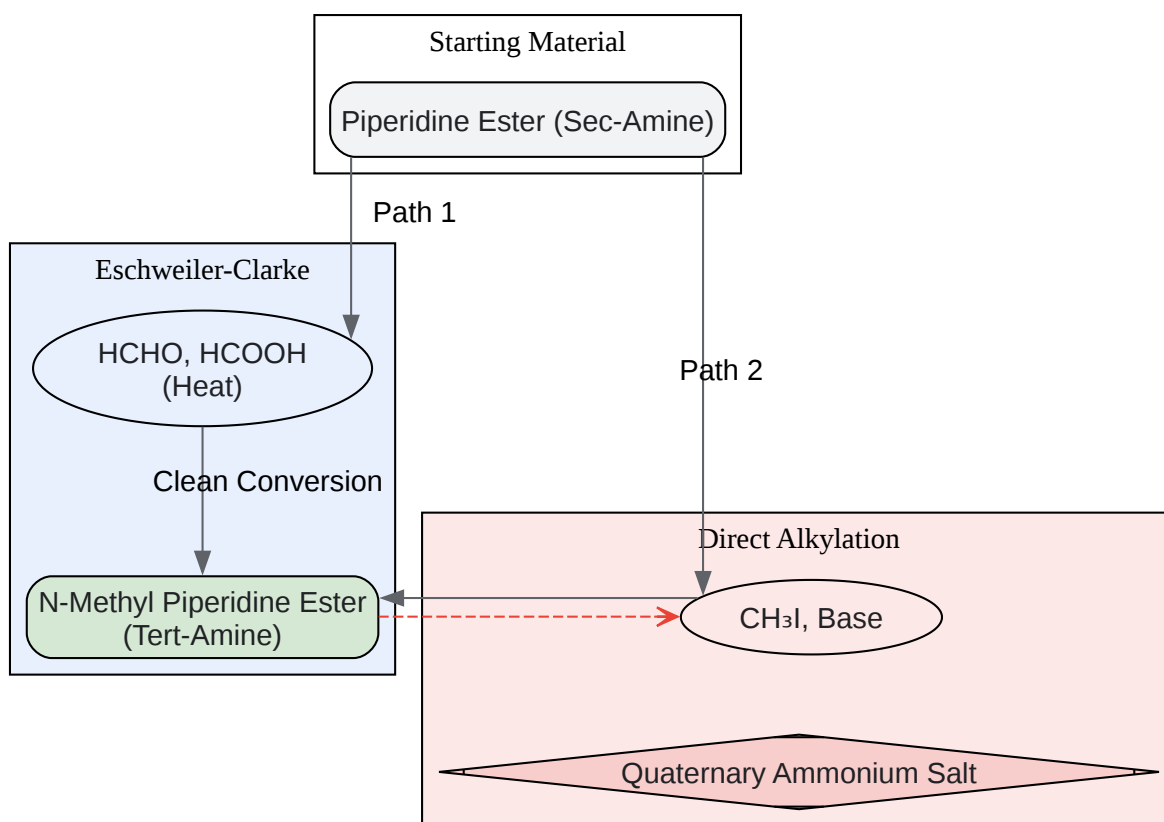 Starting Material
Piperidine Ester (Sec-Amine)
Path 1
Eschweiler-Clarke
HCHO, HCOOH
(Heat)
Path 2
Clean Conversion
Direct Alkylation
N-Methyl Piperidine Ester
(Tert-Amine)
CH₃I, Base
Quaternary Ammonium Salt